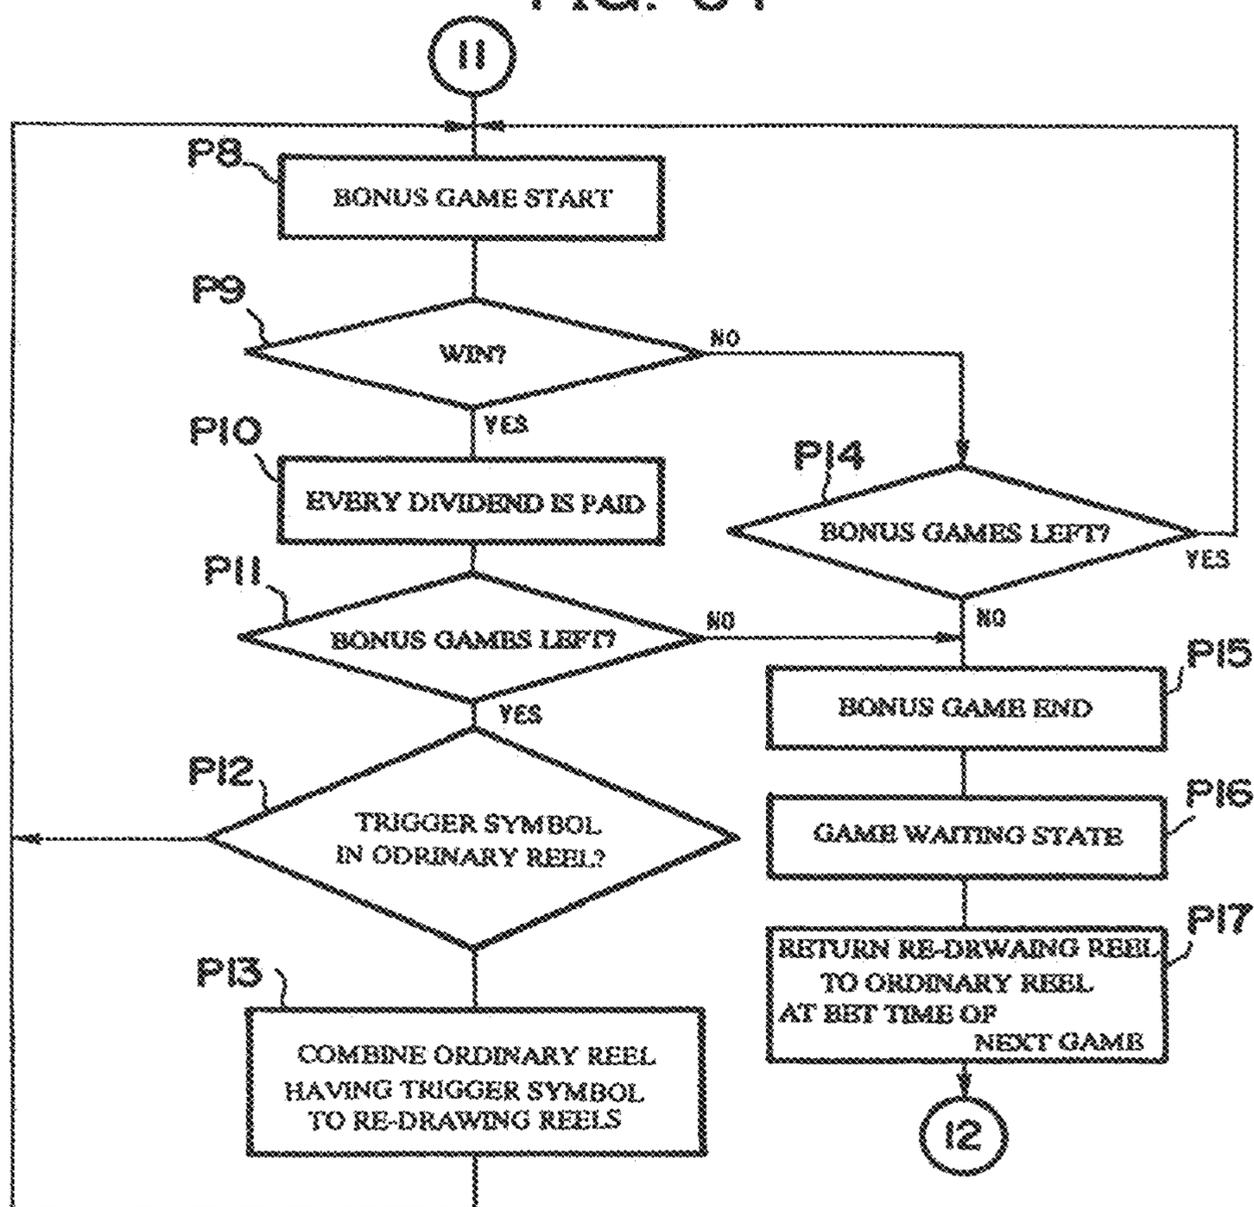 11
P8
BONUS GAME START
P9
WIN?
NO
YES
P10
EVERY DIVIDEND IS PAID
P14
BONUS GAMES LEFT?
YES
NO
P11
BONUS GAMES LEFT?
NO
YES
P15
BONUS GAME END
P12
TRIGGER SYMBOL
IN ODRINARY REEL?
P16
GAME WAITING STATE
P17
RETURN RE-DRWAING REEL
TO ORDINARY REEL
AT BET TIME OF
NEXT GAME
P13
COMBINE ORDINARY REEL
HAVING TRIGGER SYMBOL
TO RE-DRAWING REELS
12